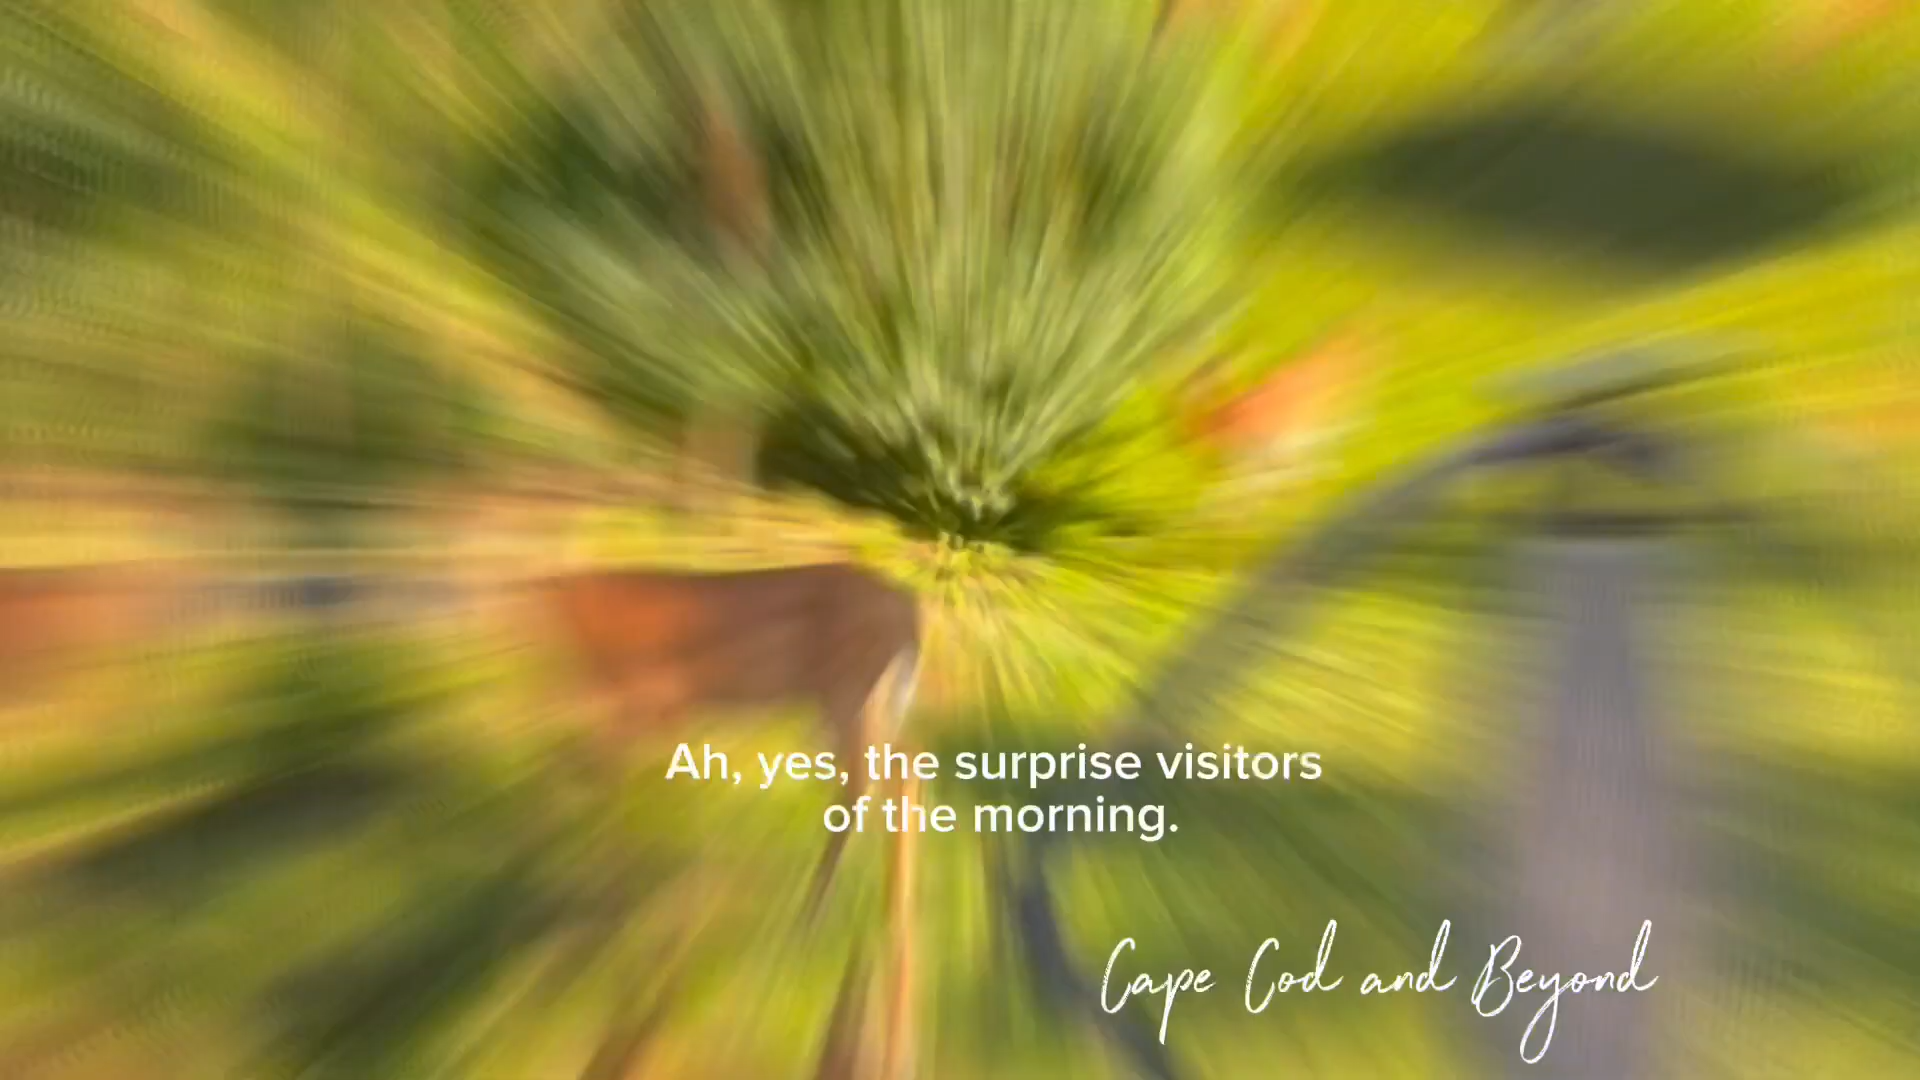 Ah, yes, the surprise visitors
of the morning.
Cape Cod and Beyond